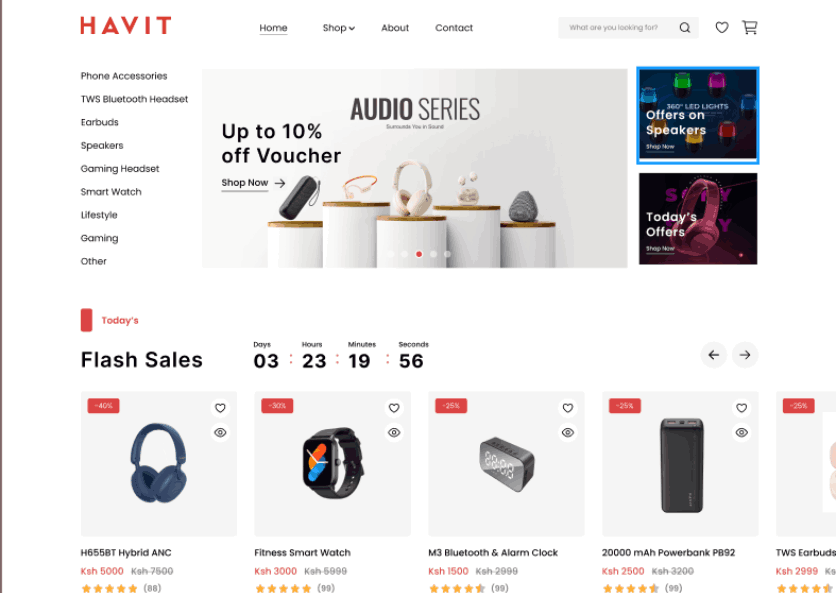 HAVIT
Home Shop About Contact
What are you looking for?
Phone Accessories
TWS Bluetooth Headset
Earbuds
Speakers
Gaming Headset
Smart Watch
Lifestyle
Gaming
Other
AUDIO SERIES
Surrounds You in Sound
Up to 10%
off Voucher
Shop Now
360° LED LIGHTS
Offers on
Speakers
Shop Now
Today's
Offers
Shop Now
Today's
Flash Sales
Days Hours Minutes Seconds
03 : 23 : 19 : 56
-40%
-30%
-25%
-25%
-25%
H655BT Hybrid ANC
Ksh 5000 Ksh 7500
(88)
Fitness Smart Watch
Ksh 3000 Ksh 5999
(99)
M3 Bluetooth & Alarm Clock
Ksh 1500 Ksh 2999
(99)
20000 mAh Powerbank PB92
Ksh 2500 Ksh 3200
(99)
TWS Earbuds
Ksh 2999 Ks